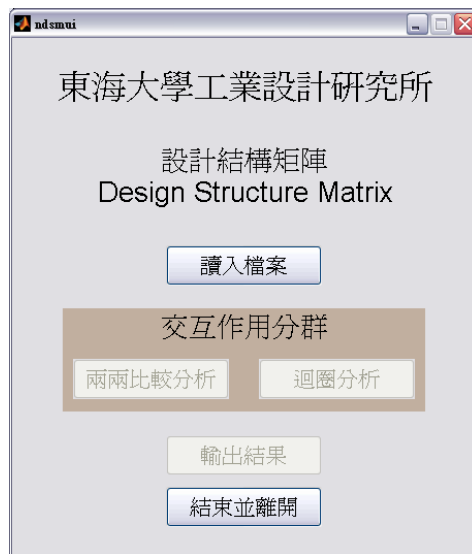 ndsmui
東海大學工業設計研究所
設計結構矩陣
Design Structure Matrix
讀入檔案
交互作用分群
兩兩比較分析 迴圈分析
輸出結果
結束並離開